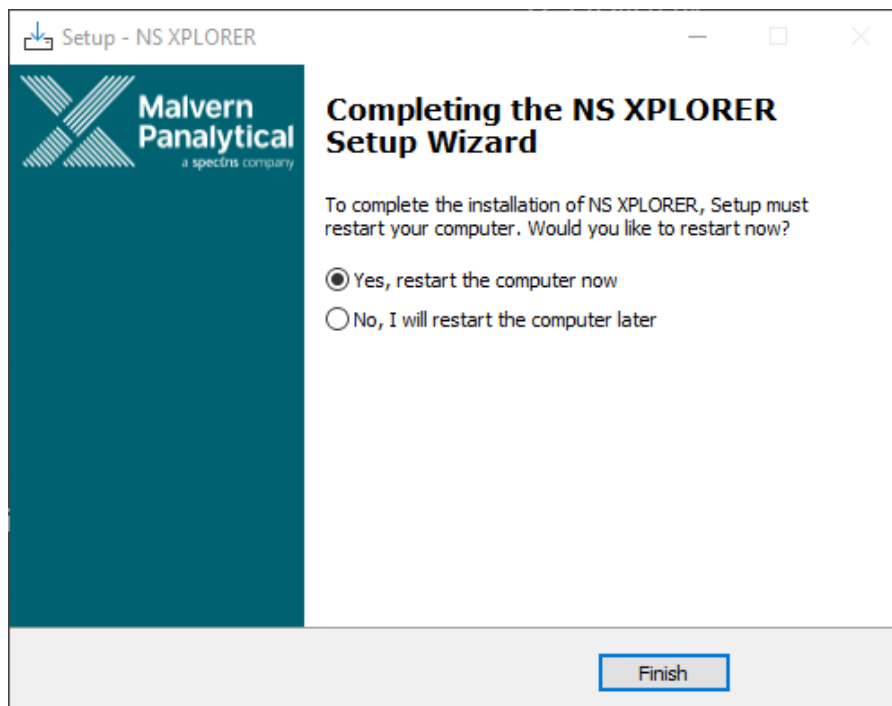 Setup - NS XPLORER
Malvern
Panalytical
a spectris company
Completing the NS XPLORER
Setup Wizard
To complete the installation of NS XPLORER, Setup must
restart your computer. Would you like to restart now?
Yes, restart the computer now
No, I will restart the computer later
Finish